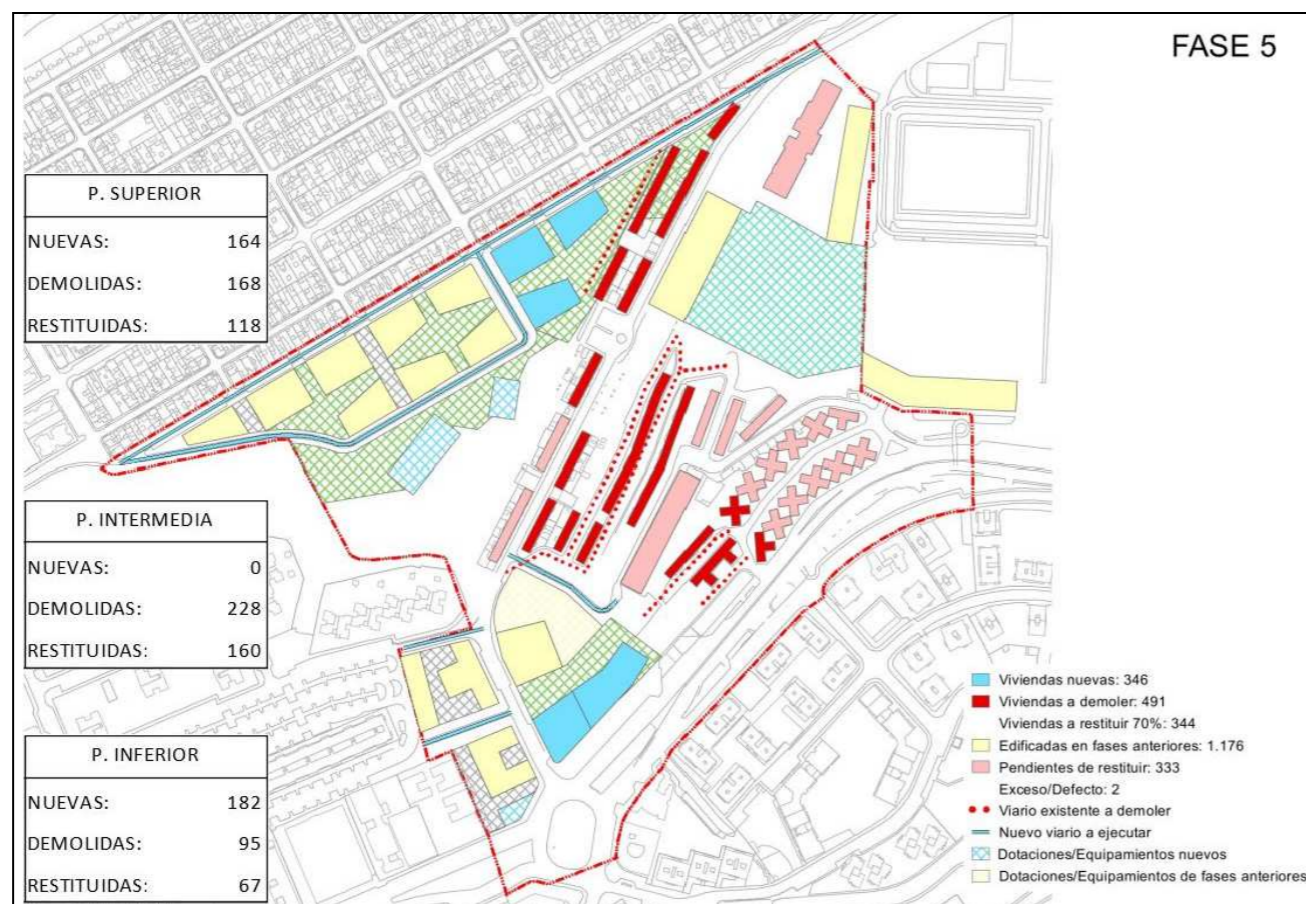 FASE 5
P. SUPERIOR
NUEVAS: 164
DEMOLIDAS: 168
RESTITUIDAS: 118
P. INTERMEDIA
NUEVAS: 0
DEMOLIDAS: 228
RESTITUIDAS: 160
P. INFERIOR
NUEVAS: 182
DEMOLIDAS: 95
RESTITUIDAS: 67
Viviendas nuevas: 346
Viviendas a demoler: 491
Viviendas a restituir 70%: 344
Edificadas en fases anteriores: 1.176
Pendientes de restituir: 333
Exceso/Defecto: 2
Viario existente a demoler
Nuevo viario a ejecutar
Dotaciones/Equipamientos nuevos
Dotaciones/Equipamientos de fases anteriores